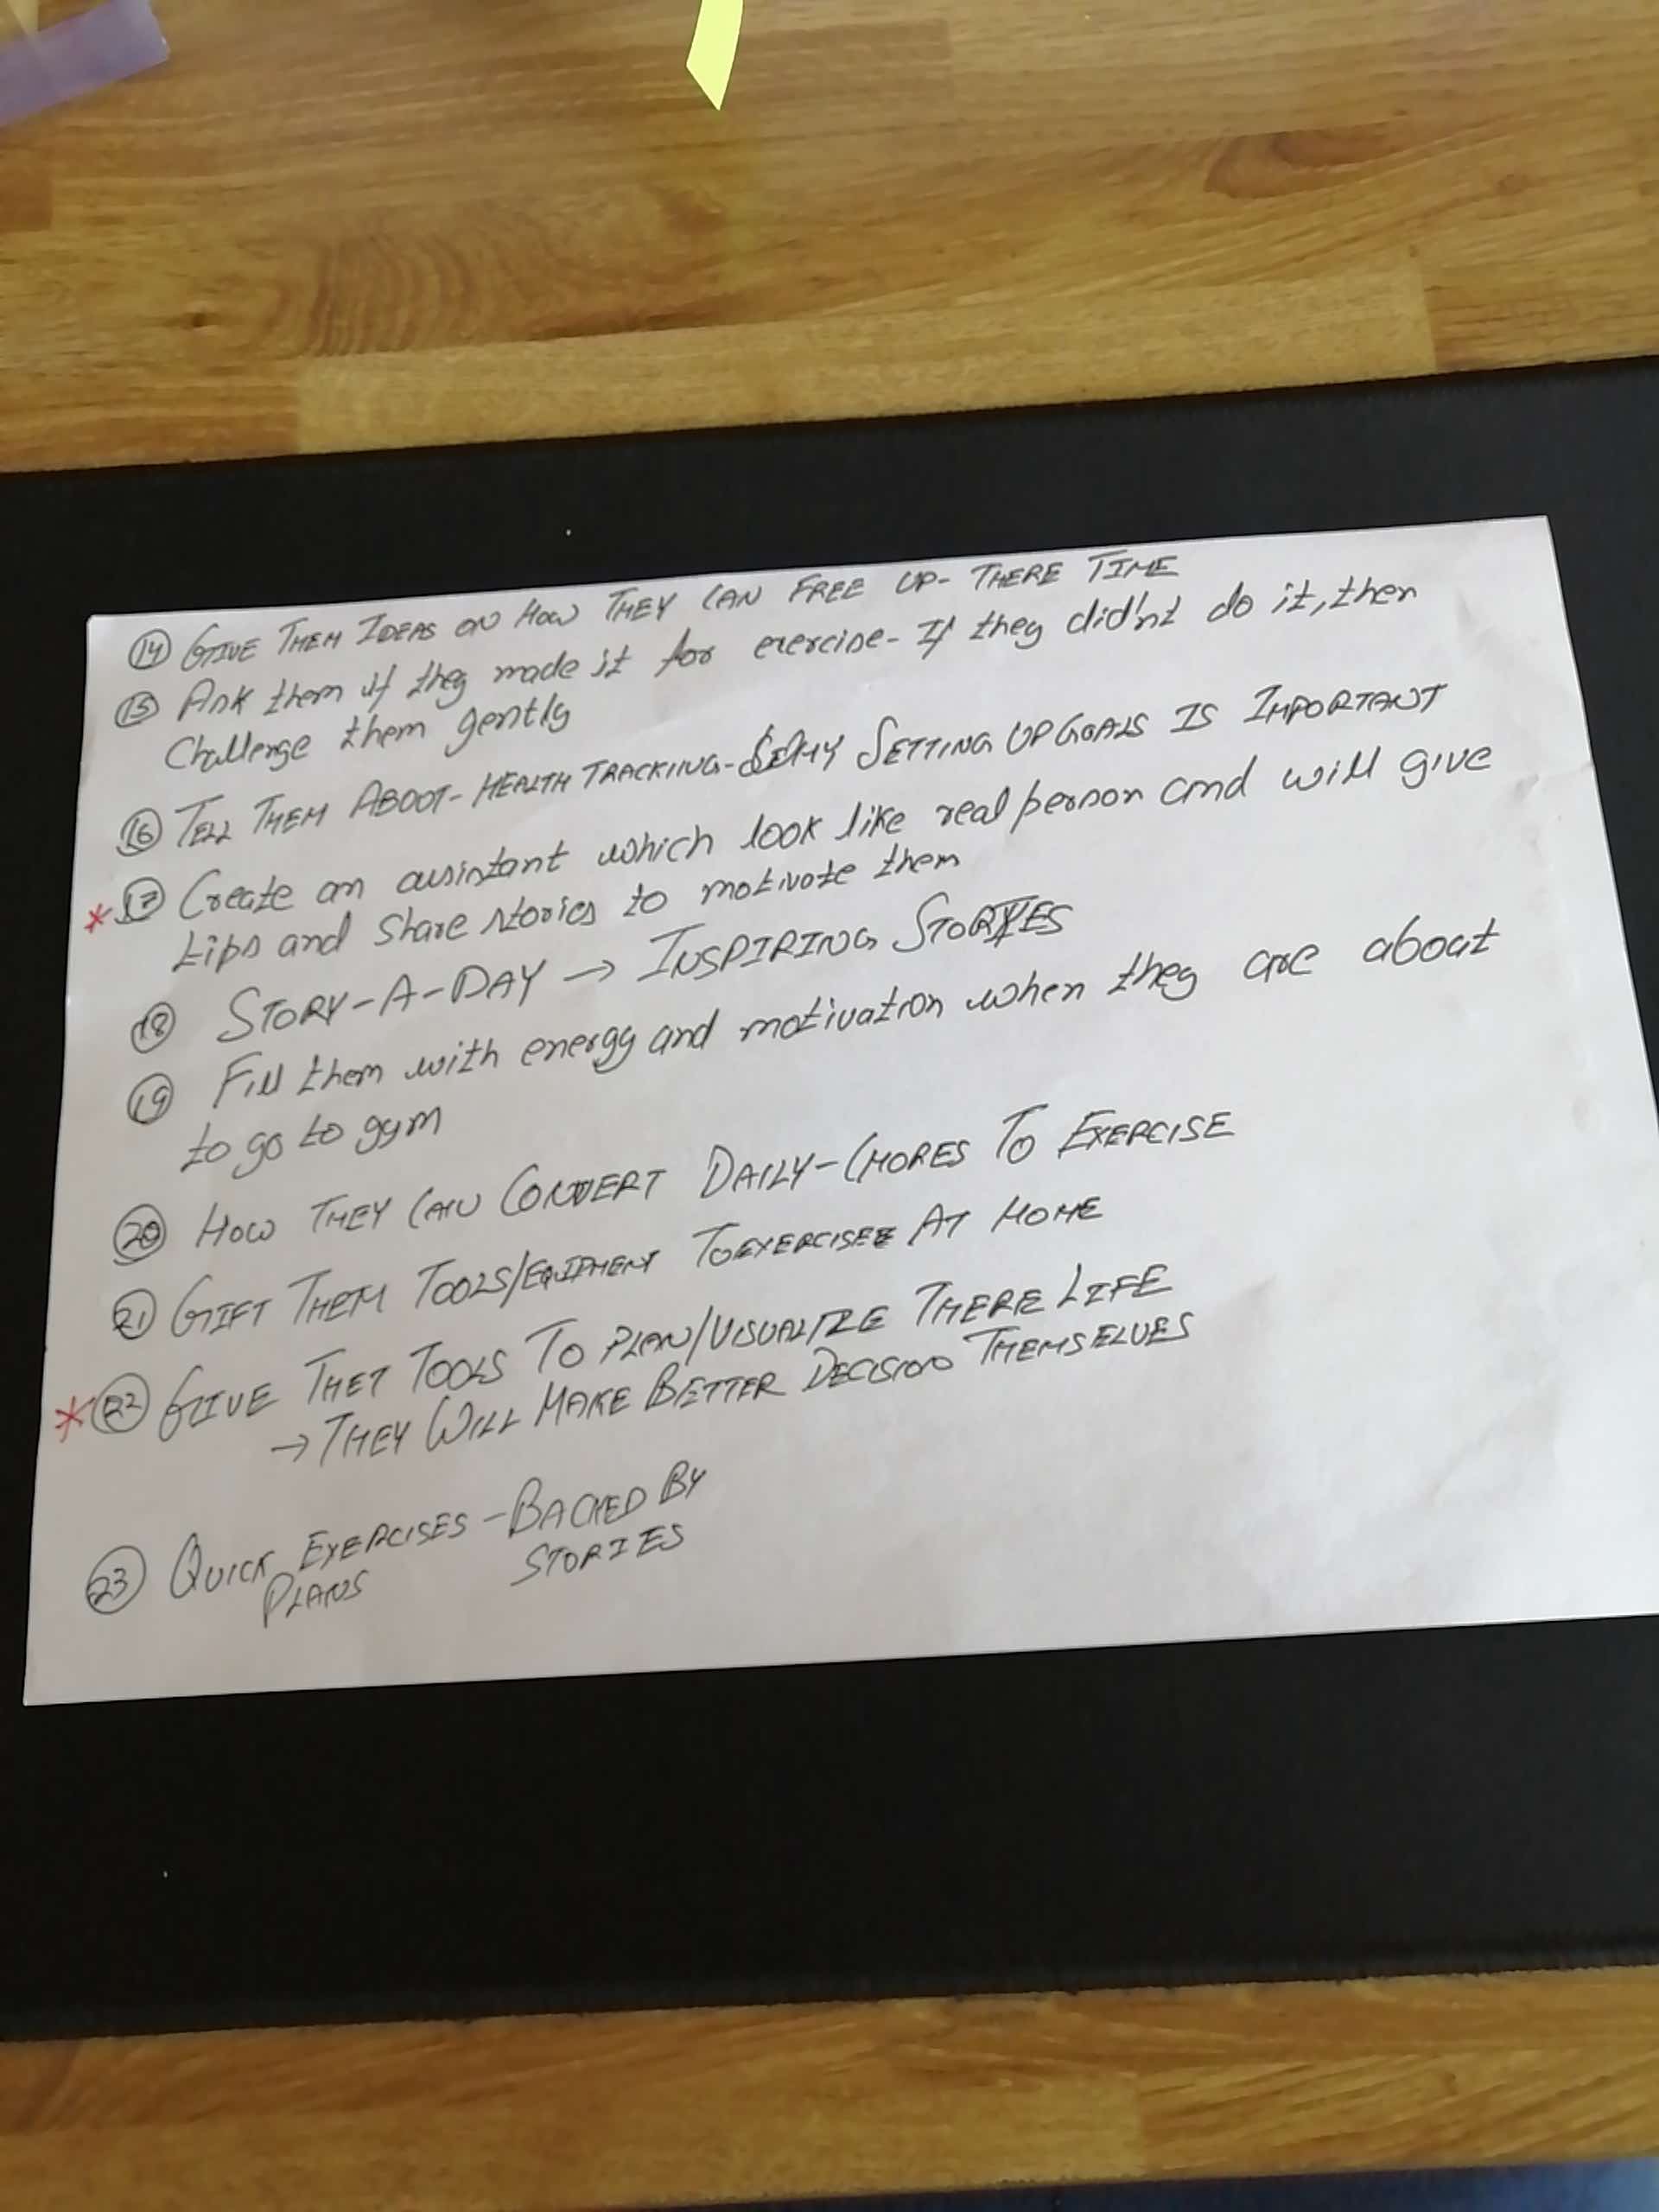 14 GIVE THEM IDEAS ON HOW THEY CAN FREE UP- THERE TIME
15 Ask them if they made it for exercise- If they did'nt do it, then
Challenge them gently
16 TELL THEM ABOUT- HEALTH TRACKING- WHY SETTING UP GOALS IS IMPORTANT
* 17 Create an assistant which look like real person and will give
tips and share stories to motivate them
18 STORY-A-DAY → INSPIRING STORIES
19 Fill them with energy and motivation when they are about
to go to gym
20 HOW THEY CAN CONVERT DAILY-CHORES TO EXERCISE
21 GIFT THEM TOOLS/EQUIPMENT TO EXERCISE AT HOME
* 22 GIVE THET TOOLS TO PLAN/VISUALIZE THERE LIFE
→ THEY WILL MAKE BETTER DECISION THEMSELVES
23 QUICK EXERCISES - BACKED BY
PLANS STORIES